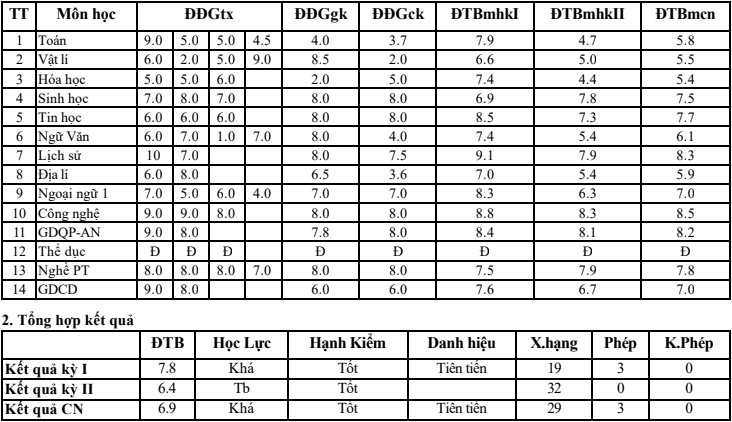 TT Môn học ĐĐGtx ĐĐGgk ĐĐGck ĐTBmhkI ĐTBmhkII ĐTBmcn
1 Toán 9.0 5.0 5.0 4.5 4.0 3.7 7.9 4.7 5.8
2 Vật lí 6.0 2.0 5.0 9.0 8.5 2.0 6.6 5.0 5.5
3 Hóa học 5.0 5.0 6.0 2.0 5.0 7.4 4.4 5.4
4 Sinh học 7.0 8.0 7.0 8.0 8.0 6.9 7.8 7.5
5 Tin học 6.0 6.0 6.0 8.0 8.0 8.5 7.3 7.7
6 Ngữ Văn 6.0 7.0 1.0 7.0 8.0 4.0 7.4 5.4 6.1
7 Lịch sử 10 7.0 8.0 7.5 9.1 7.9 8.3
8 Địa lí 6.0 8.0 6.5 3.6 7.0 5.4 5.9
9 Ngoại ngữ 1 7.0 5.0 6.0 4.0 7.0 7.0 8.3 6.3 7.0
10 Công nghệ 9.0 9.0 8.0 8.0 8.0 8.8 8.3 8.5
11 GDQP-AN 9.0 8.0 7.8 8.0 8.4 8.1 8.2
12 Thể dục Đ Đ Đ Đ Đ Đ Đ Đ
13 Nghề PT 8.0 8.0 8.0 7.0 8.0 8.0 7.5 7.9 7.8
14 GDCD 9.0 8.0 6.0 6.0 7.6 6.7 7.0
2. Tổng hợp kết quả
ĐTB Học Lực Hạnh Kiểm Danh hiệu X.hạng Phép K.Phép
Kết quả kỳ I 7.8 Khá Tốt Tiên tiến 19 3 0
Kết quả kỳ II 6.4 Tb Tốt 32 0 0
Kết quả CN 6.9 Khá Tốt Tiên tiến 29 3 0